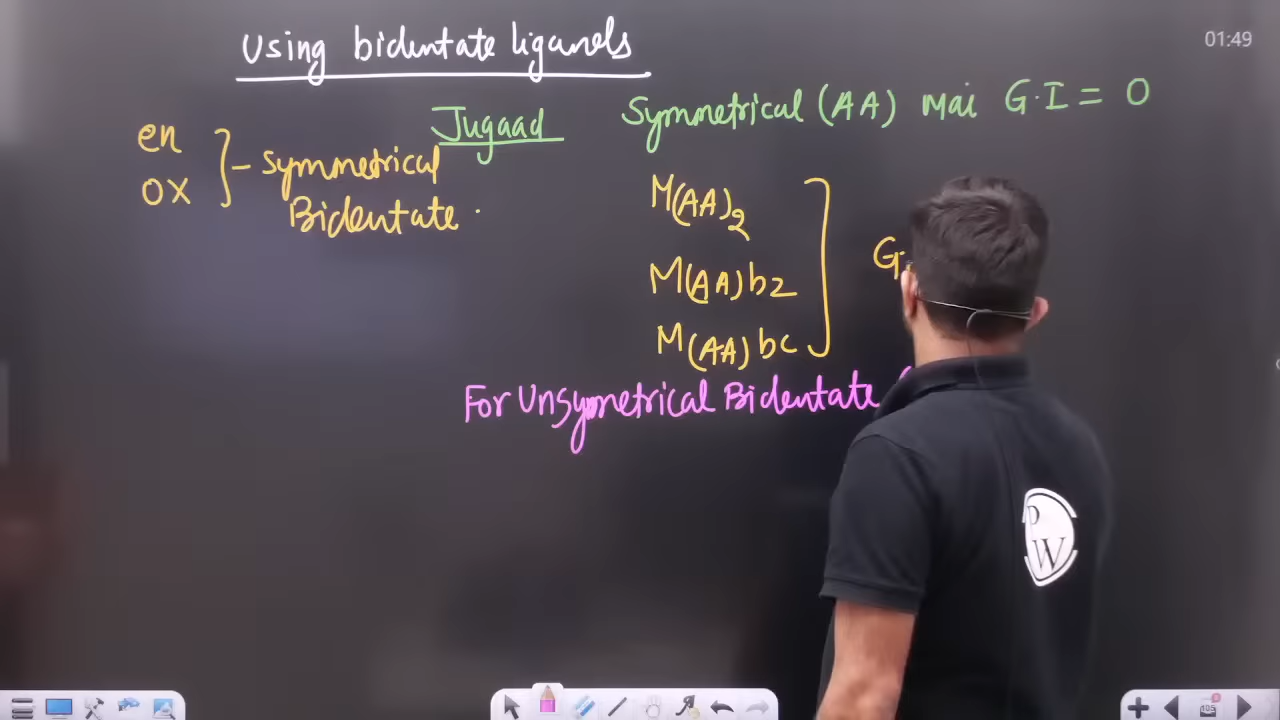 Using bidentate ligands
01:49
Jugaad Symmetrical (AA) mai G.I = 0
en
ox } - Symmetrical
Bidentate.
M(AA)2
M(AA)b2
M(AA)bc
G.
For Unsymmetrical Bidentate (
P
W
105